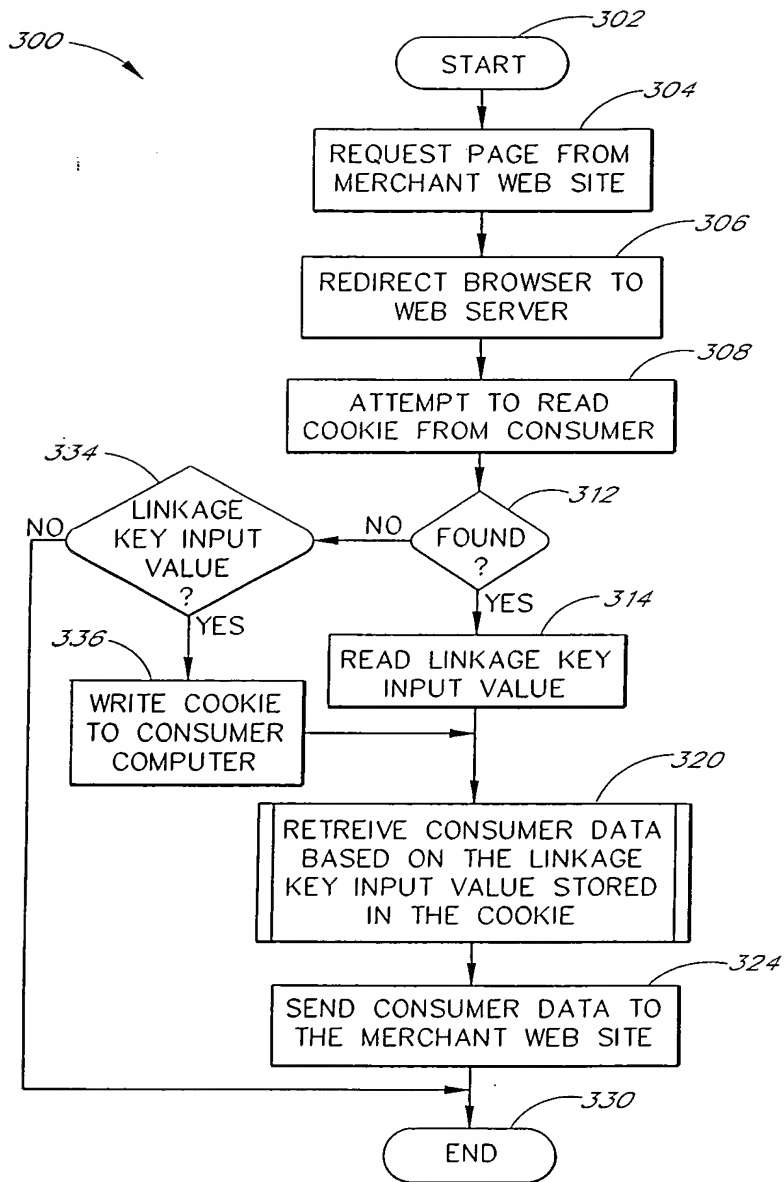 300
302
START
304
REQUEST PAGE FROM
MERCHANT WEB SITE
306
REDIRECT BROWSER TO
WEB SERVER
308
ATTEMPT TO READ
COOKIE FROM CONSUMER
334
LINKAGE
KEY INPUT
VALUE
?
NO
YES
312
FOUND
?
NO
YES
336
WRITE COOKIE
TO CONSUMER
COMPUTER
314
READ LINKAGE KEY
INPUT VALUE
320
RETREIVE CONSUMER DATA
BASED ON THE LINKAGE
KEY INPUT VALUE STORED
IN THE COOKIE
324
SEND CONSUMER DATA TO
THE MERCHANT WEB SITE
330
END